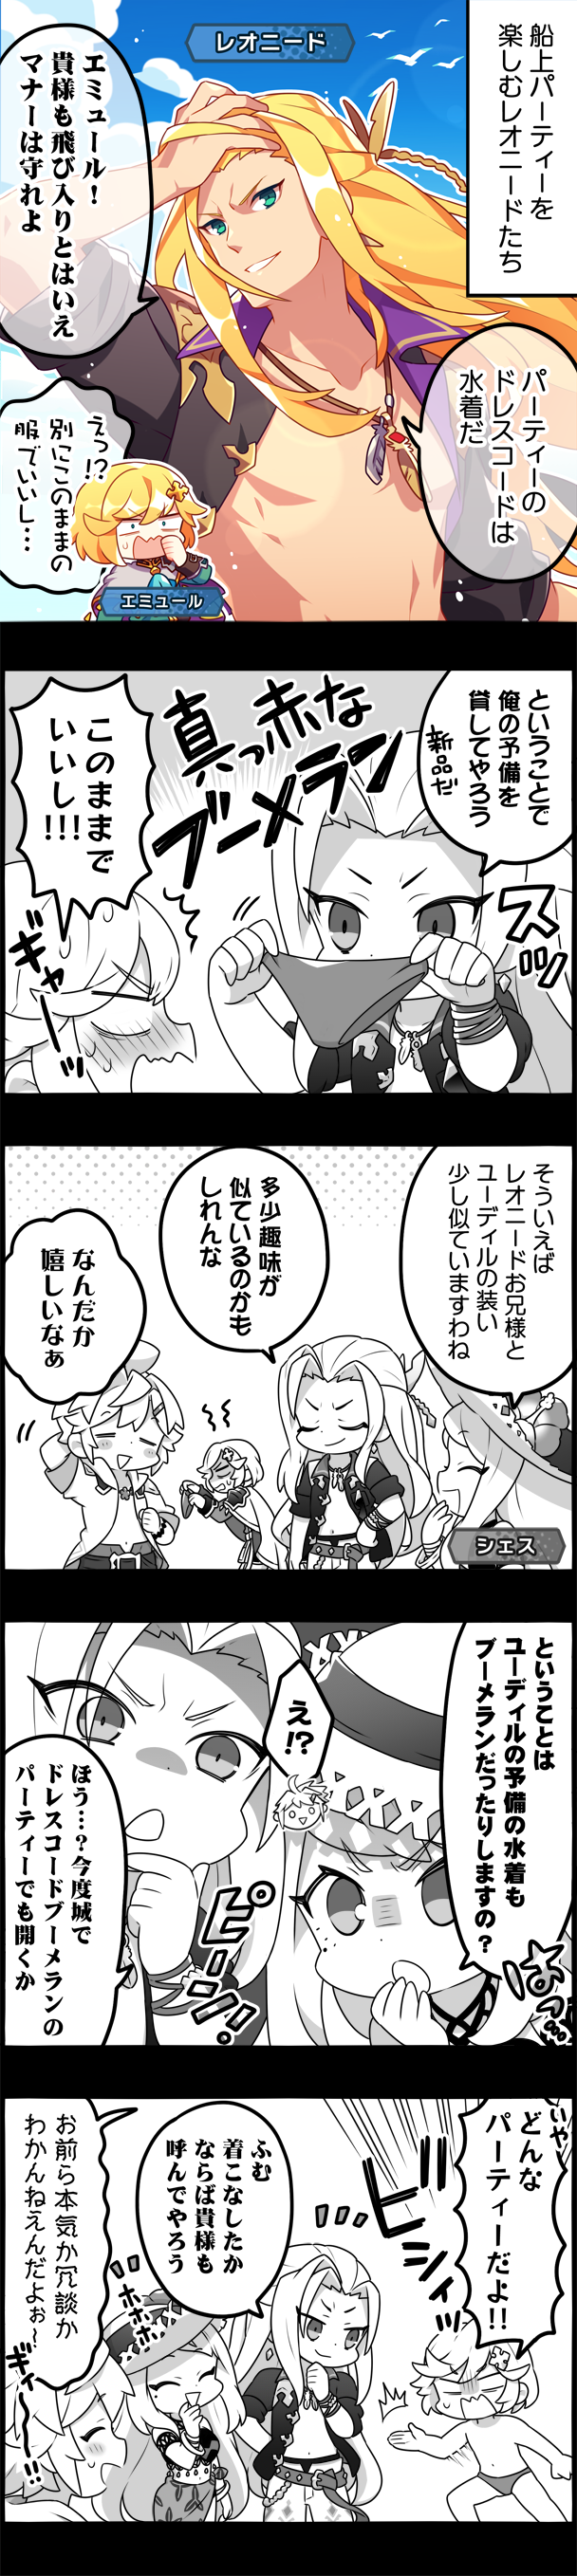 船上パーティーを
楽しむレオニードたち
レオニード
エミュール！
貴様も飛び入りとはいえ
マナーは守れよ
パーティーの
ドレスコードは
水着だ
えっ!?
別にこのままの
服でいいし…
エミュール
ということで
俺の予備を
貸してやろう
新品だ
スッ
真っ赤な
ブーメラン
このままで
いいし!!!
ギャーーッ
そういえば
レオニードお兄様と
ユーディルの装い
少し似ていますわね
シェス
多少趣味が
似ているのかも
しれんな
なんだか
嬉しいなぁ
ということは
ユーディルの予備の水着も
ブーメランだったりしますの？
はっ…
え!?
ピーン！
ほう…？今度城で
ドレスコードブーメランの
パーティーでも開くか
いや
どんな
パーティーだよ!!
ビシィッ
ふむ
着こなしたか
ならば貴様も
呼んでやろう
ホホホ
お前ら本気か冗談か
わかんねえんだよぉ〜
ギィーーー!!